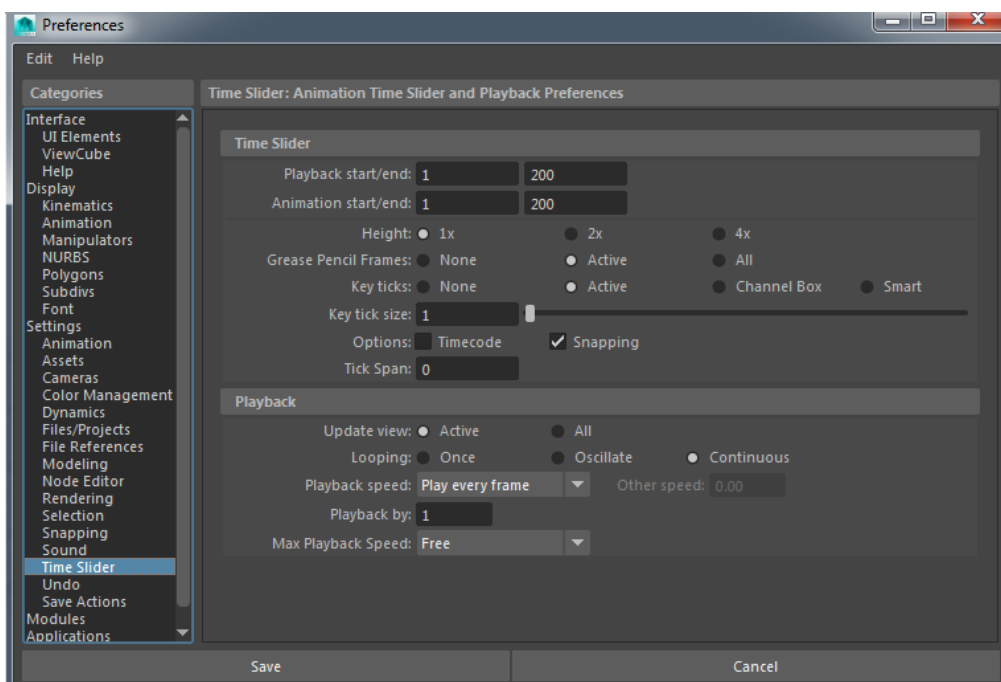 Preferences
Edit Help
Categories
Interface
UI Elements
ViewCube
Help
Display
Kinematics
Animation
Manipulators
NURBS
Polygons
Subdivs
Font
Settings
Animation
Assets
Cameras
Color Management
Dynamics
Files/Projects
File References
Modeling
Node Editor
Rendering
Selection
Snapping
Sound
Time Slider
Undo
Save Actions
Modules
Applications
Time Slider: Animation Time Slider and Playback Preferences
Time Slider
Playback start/end: 1 200
Animation start/end: 1 200
Height: 1x 2x 4x
Grease Pencil Frames: None Active All
Key ticks: None Active Channel Box Smart
Key tick size: 1
Options: Timecode Snapping
Tick Span: 0
Playback
Update view: Active All
Looping: Once Oscillate Continuous
Playback speed: Play every frame Other speed: 0.00
Playback by: 1
Max Playback Speed: Free
Save Cancel